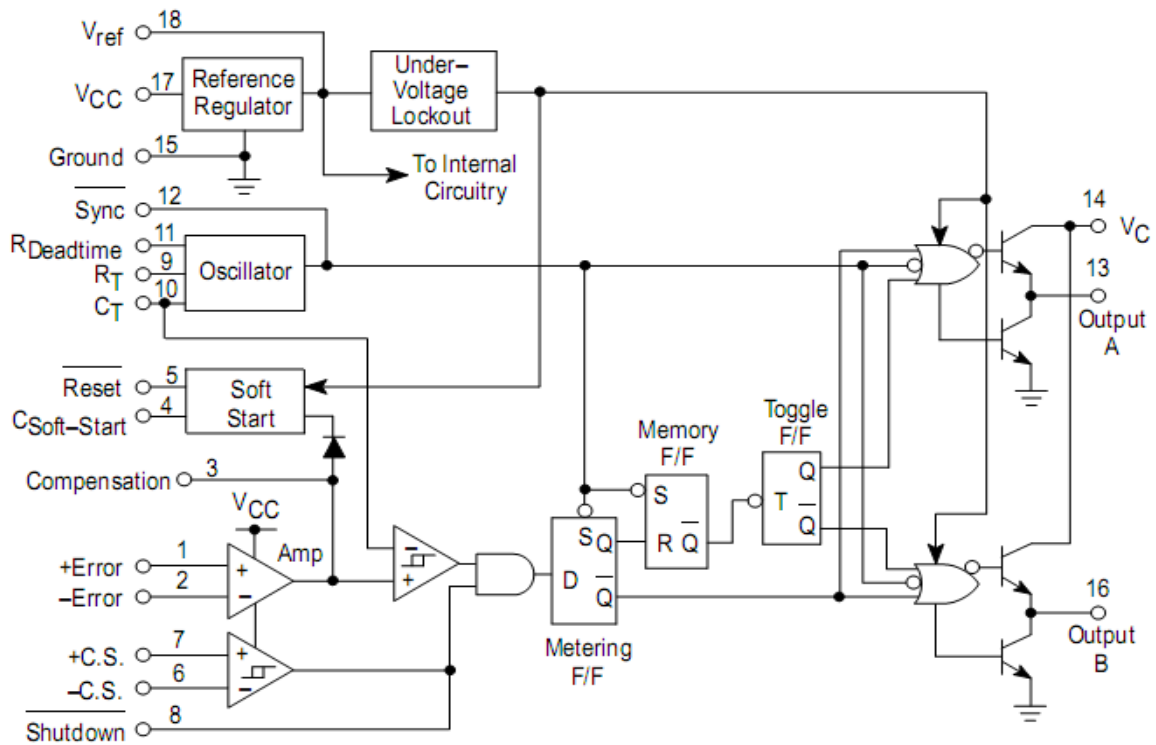 Vref 18
VCC 17
Reference
Regulator
Under–
Voltage
Lockout
Ground 15
To Internal
Circuitry
Sync 12
RDeadtime 11
RT 9
CT 10
Oscillator
14 VC
13
Output
A
Reset 5
CSoft–Start 4
Soft
Start
Compensation 3
VCC
Amp
+Error 1
–Error 2
+
–
–
+
+C.S. 7
–C.S. 6
+
–
Shutdown 8
D
S
Q
Q
Metering
F/F
Memory
F/F
S
R Q
Toggle
F/F
T
Q
Q
16
Output
B